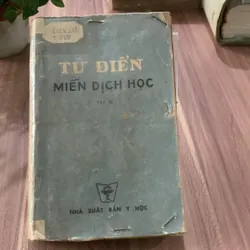 TỪ ĐIỂN
MIỄN DỊCH HỌC
NHÀ XUẤT BẢN Y HỌC